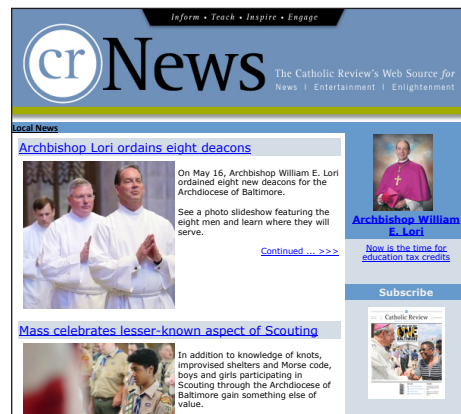 Inform • Teach • Inspire • Engage
cr News
The Catholic Review's Web Source for
News | Entertainment | Enlightenment
Local News
Archbishop Lori ordains eight deacons
On May 16, Archbishop William E. Lori
ordained eight new deacons for the
Archdiocese of Baltimore.
See a photo slideshow featuring the
eight men and learn where they will
serve.
Continued ... >>>
Mass celebrates lesser-known aspect of Scouting
In addition to knowledge of knots,
improvised shelters and Morse code,
boys and girls participating in
Scouting through the Archdiocese of
Baltimore gain something else of
value.
Archbishop William
E. Lori
Now is the time for
education tax credits
Subscribe
Catholic Review
ONE
BALTIMORE